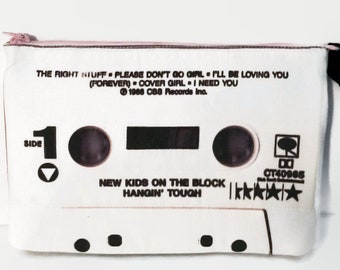 THE RIGHT STUFF • PLEASE DON'T GO GIRL • I'LL BE LOVING YOU
(FOREVER) • COVER GIRL • I NEED YOU
℗ 1988 CBS Records Inc.
SIDE 1
CT40985
NEW KIDS ON THE BLOCK
HANGIN' TOUGH